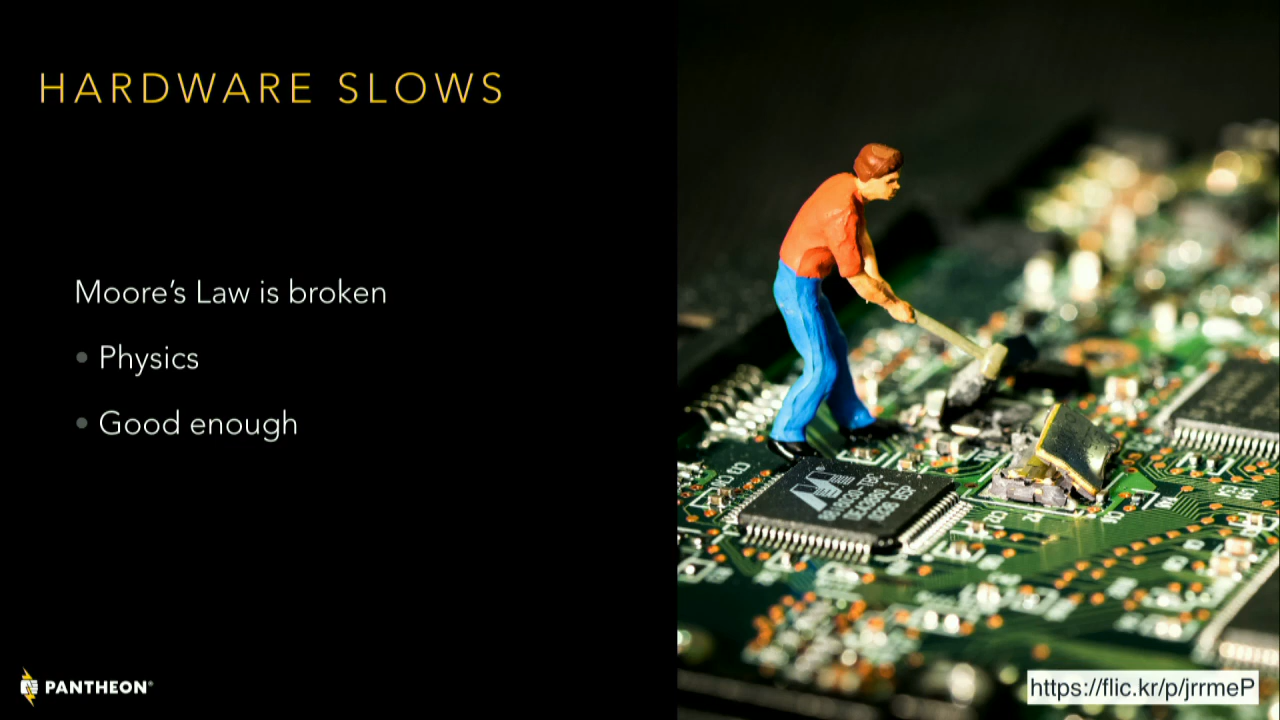 HARDWARE SLOWS
Moore's Law is broken
• Physics
• Good enough
PANTHEON®
https://flic.kr/p/jrrmeP